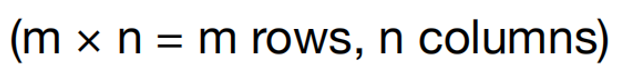 (m × n = m rows, n columns)